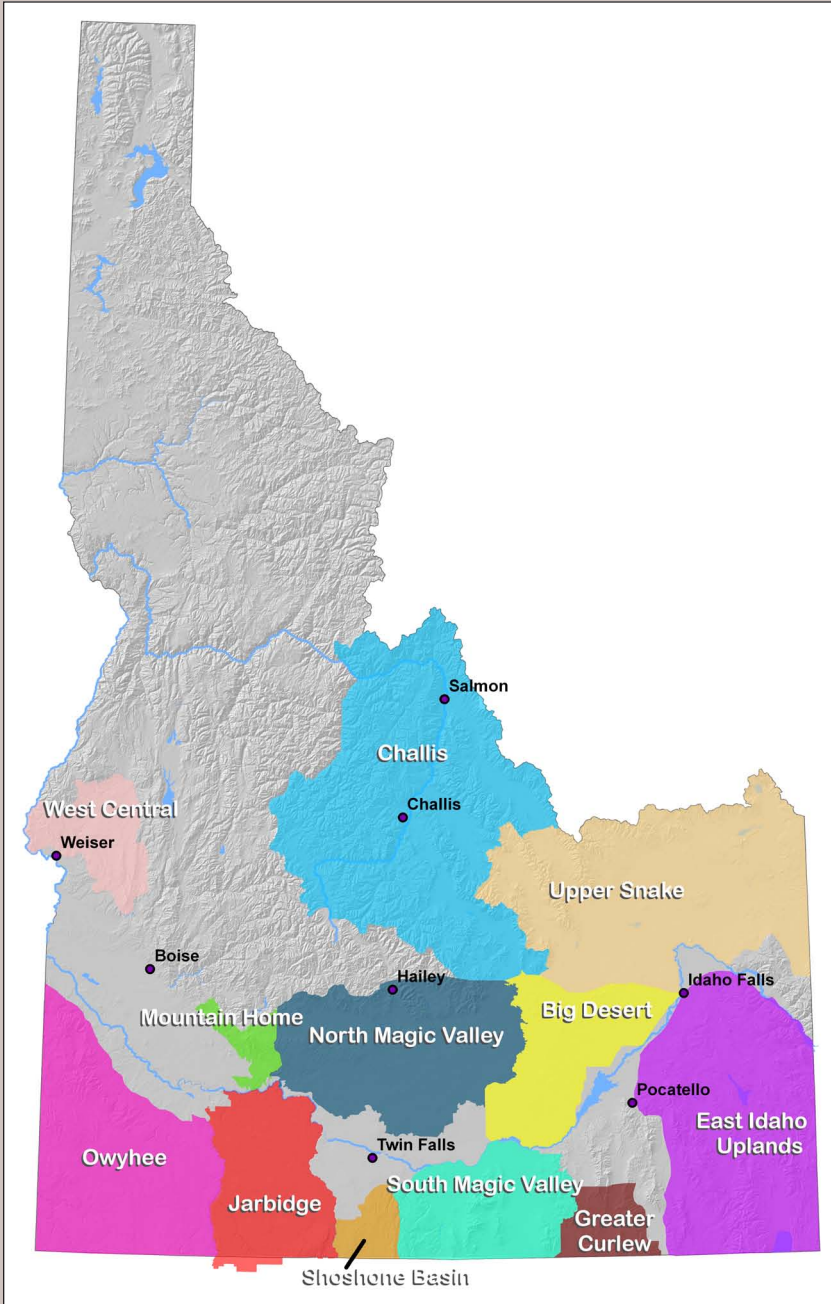 Salmon
Challis
Challis
West Central
Weiser
Upper Snake
Boise
Hailey
Idaho Falls
Mountain Home
North Magic Valley
Big Desert
Pocatello
East Idaho
Uplands
Twin Falls
Owyhee
South Magic Valley
Jarbidge
Greater
Curlew
Shoshone Basin